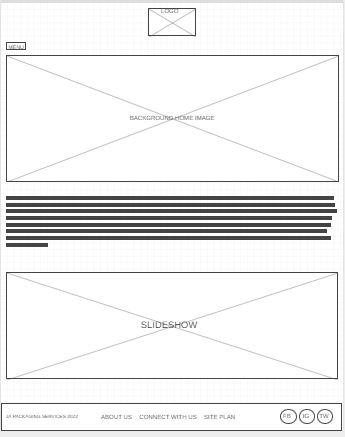 LOGO
MENU
BACKGROUND HOME IMAGE
SLIDESHOW
JA PACKAGING SERVICES 2022 ABOUT US CONNECT WITH US SITE PLAN FB IG TW